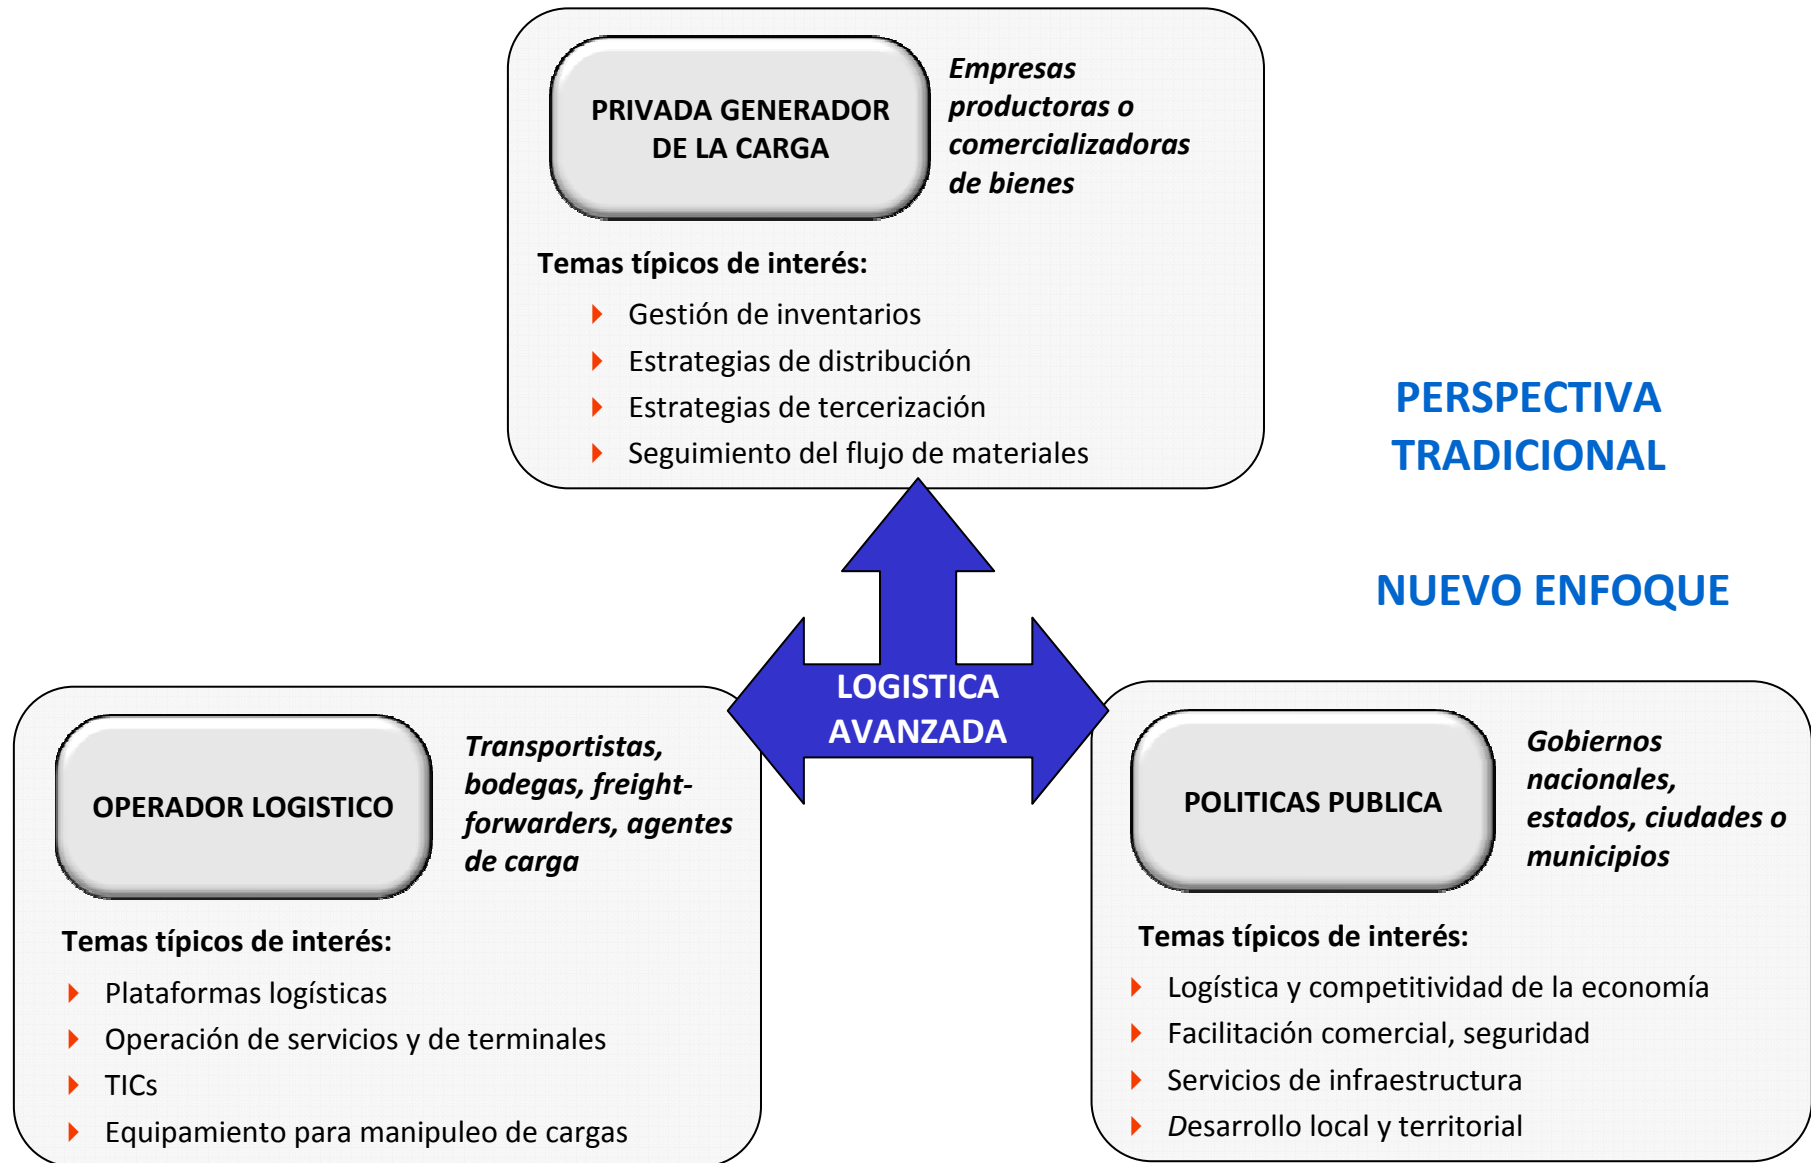 PRIVADA GENERADOR
DE LA CARGA
Empresas
productoras o
comercializadoras
de bienes
Temas típicos de interés:
Gestión de inventarios
Estrategias de distribución
Estrategias de tercerización
Seguimiento del flujo de materiales
PERSPECTIVA
TRADICIONAL
NUEVO ENFOQUE
LOGISTICA
AVANZADA
OPERADOR LOGISTICO
Transportistas,
bodegas, freight-
forwarders, agentes
de carga
Temas típicos de interés:
Plataformas logísticas
Operación de servicios y de terminales
TICs
Equipamiento para manipuleo de cargas
POLITICAS PUBLICA
Gobiernos
nacionales,
estados, ciudades o
municipios
Temas típicos de interés:
Logística y competitividad de la economía
Facilitación comercial, seguridad
Servicios de infraestructura
Desarrollo local y territorial